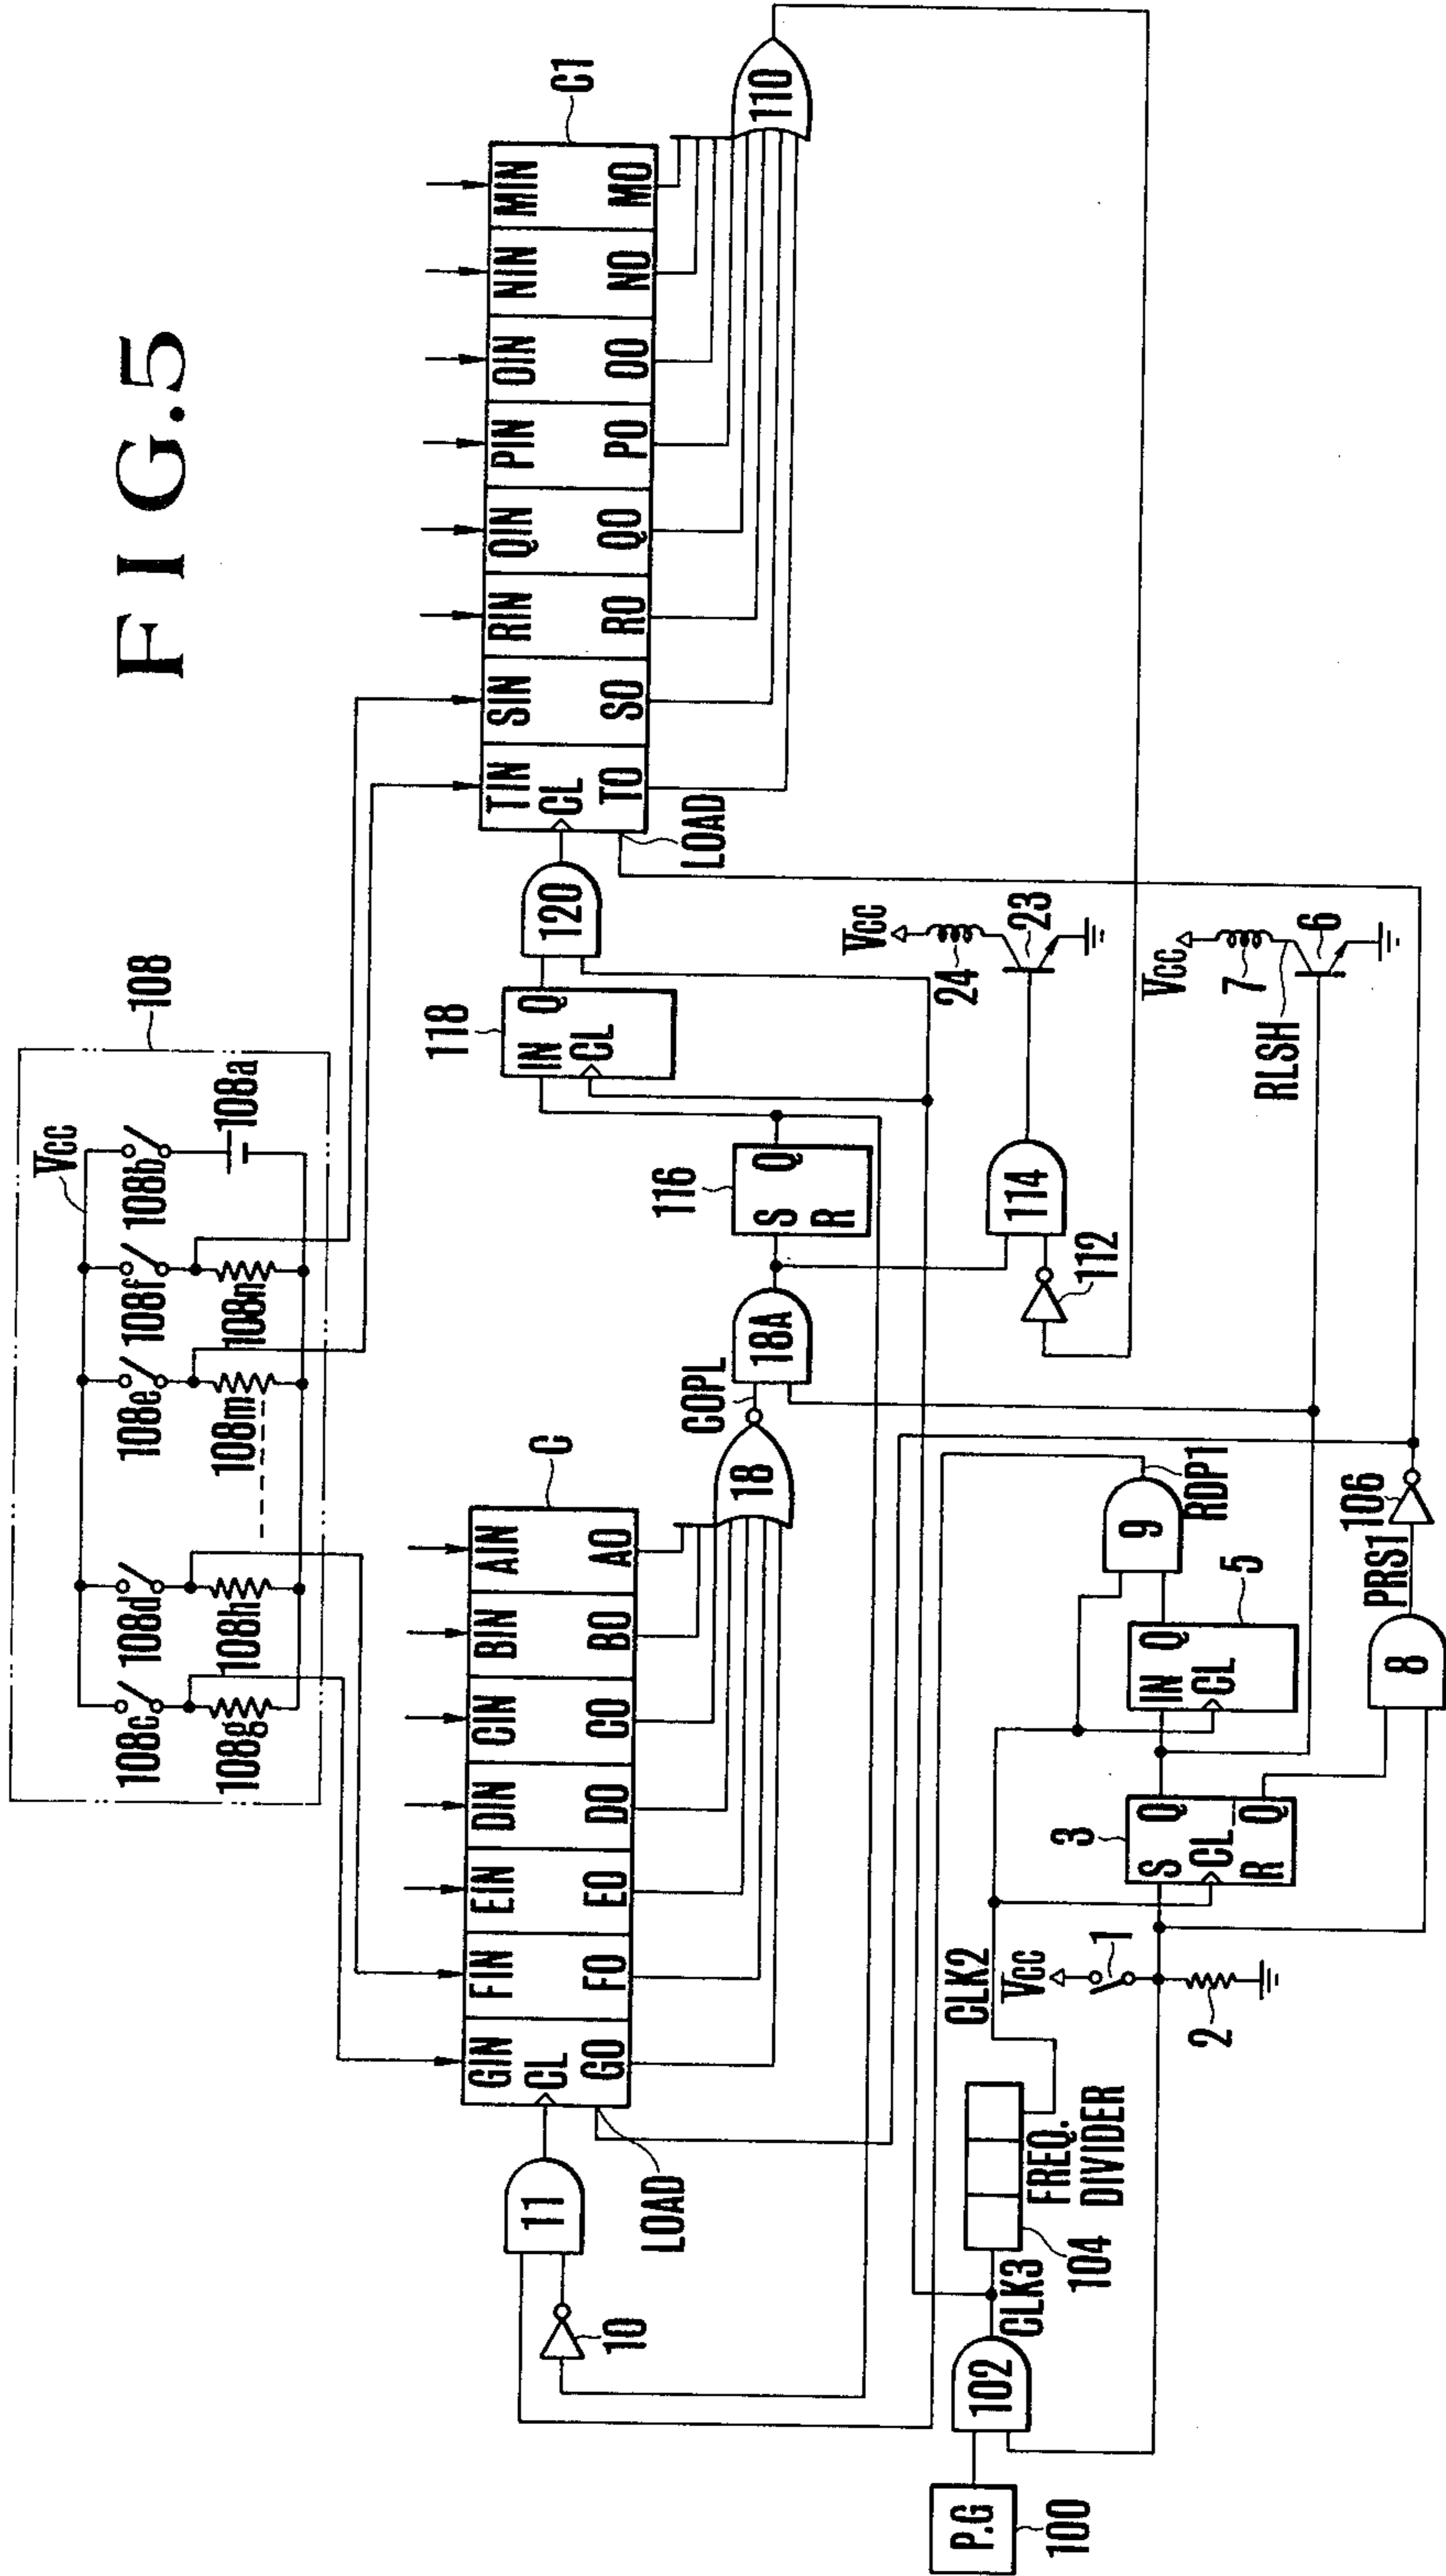 FIG.5
108
VCC
108c
108d
108e
108f
108b
108a
108g
108h
108m
108n
C
GIN
FIN
EIN
DIN
CIN
BIN
AIN
CL
GO
FO
EO
DO
CO
BO
AO
LOAD
11
10
18
COPL
18A
116
S
Q
R
118
IN
Q
CL
120
C1
TIN
SIN
RIN
QIN
PIN
OIN
NIN
MIN
CL
TO
SO
RO
QO
PO
OO
NO
MO
LOAD
110
112
114
VCC
24
23
VCC
7
RLSH
6
P.G
100
102
CLK3
104
FREQ.
DIVIDER
CLK2
VCC
1
2
3
S
Q
CL
R
Q
IN
Q
CL
5
9
RDP1
8
PRS1
106